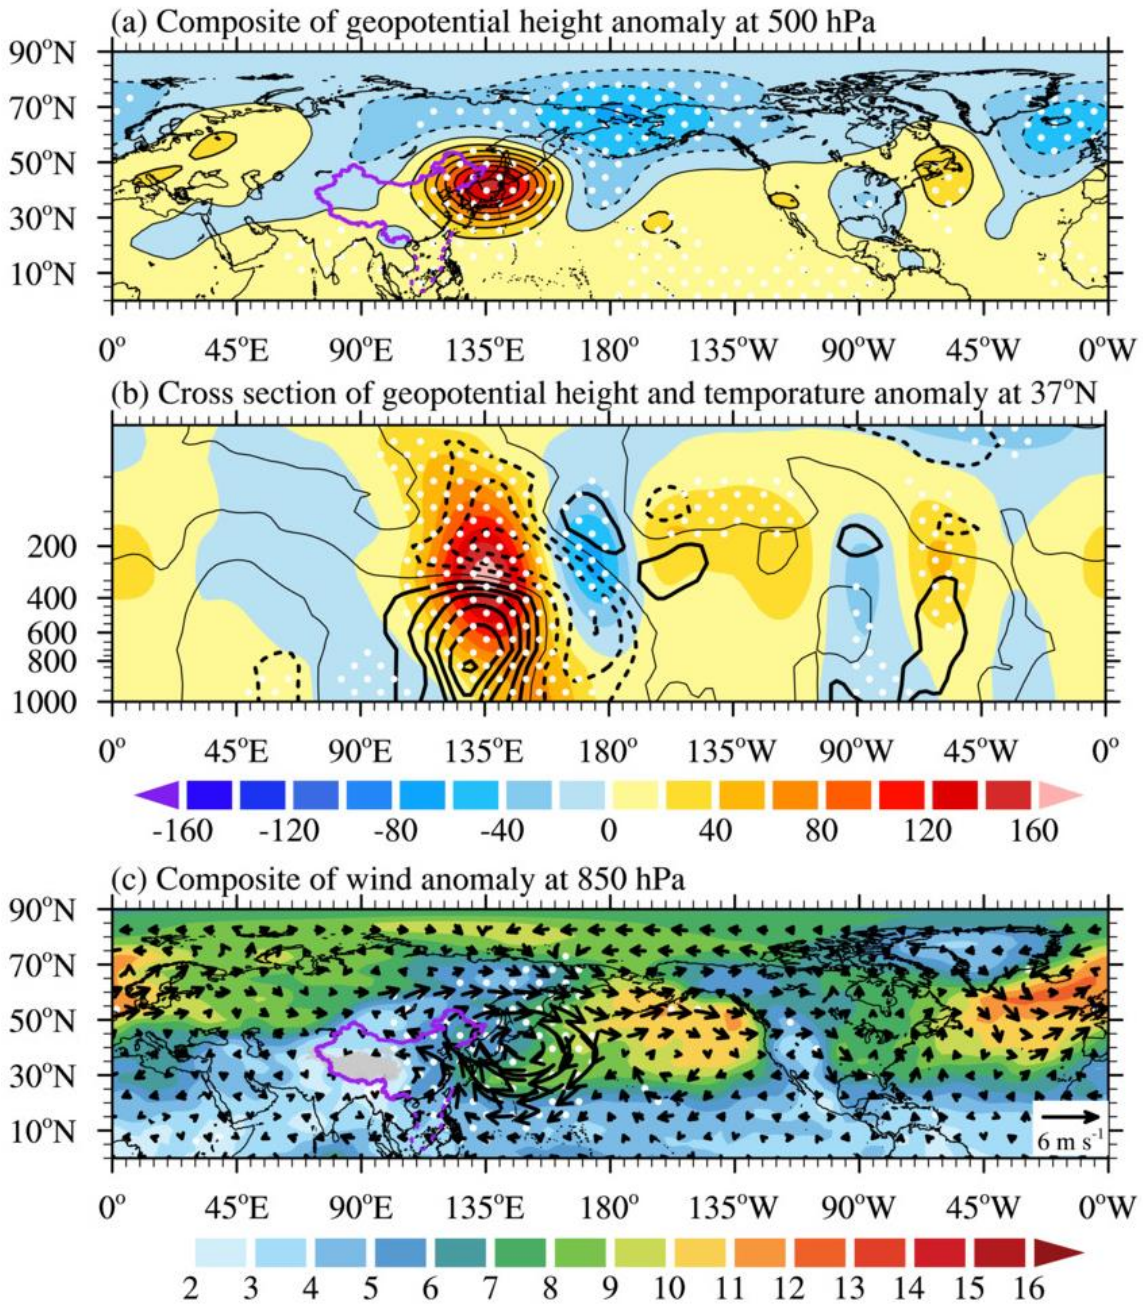 (a) Composite of geopotential height anomaly at 500 hPa
90°N
70°N
50°N
30°N
10°N
0° 45°E 90°E 135°E 180° 135°W 90°W 45°W 0°W
(b) Cross section of geopotential height and temperature anomaly at 37°N
200
400
600
800
1000
0° 45°E 90°E 135°E 180° 135°W 90°W 45°W 0°
-160 -120 -80 -40 0 40 80 120 160
(c) Composite of wind anomaly at 850 hPa
90°N
70°N
50°N
30°N
10°N
6 m s⁻¹
0° 45°E 90°E 135°E 180° 135°W 90°W 45°W 0°W
2 3 4 5 6 7 8 9 10 11 12 13 14 15 16